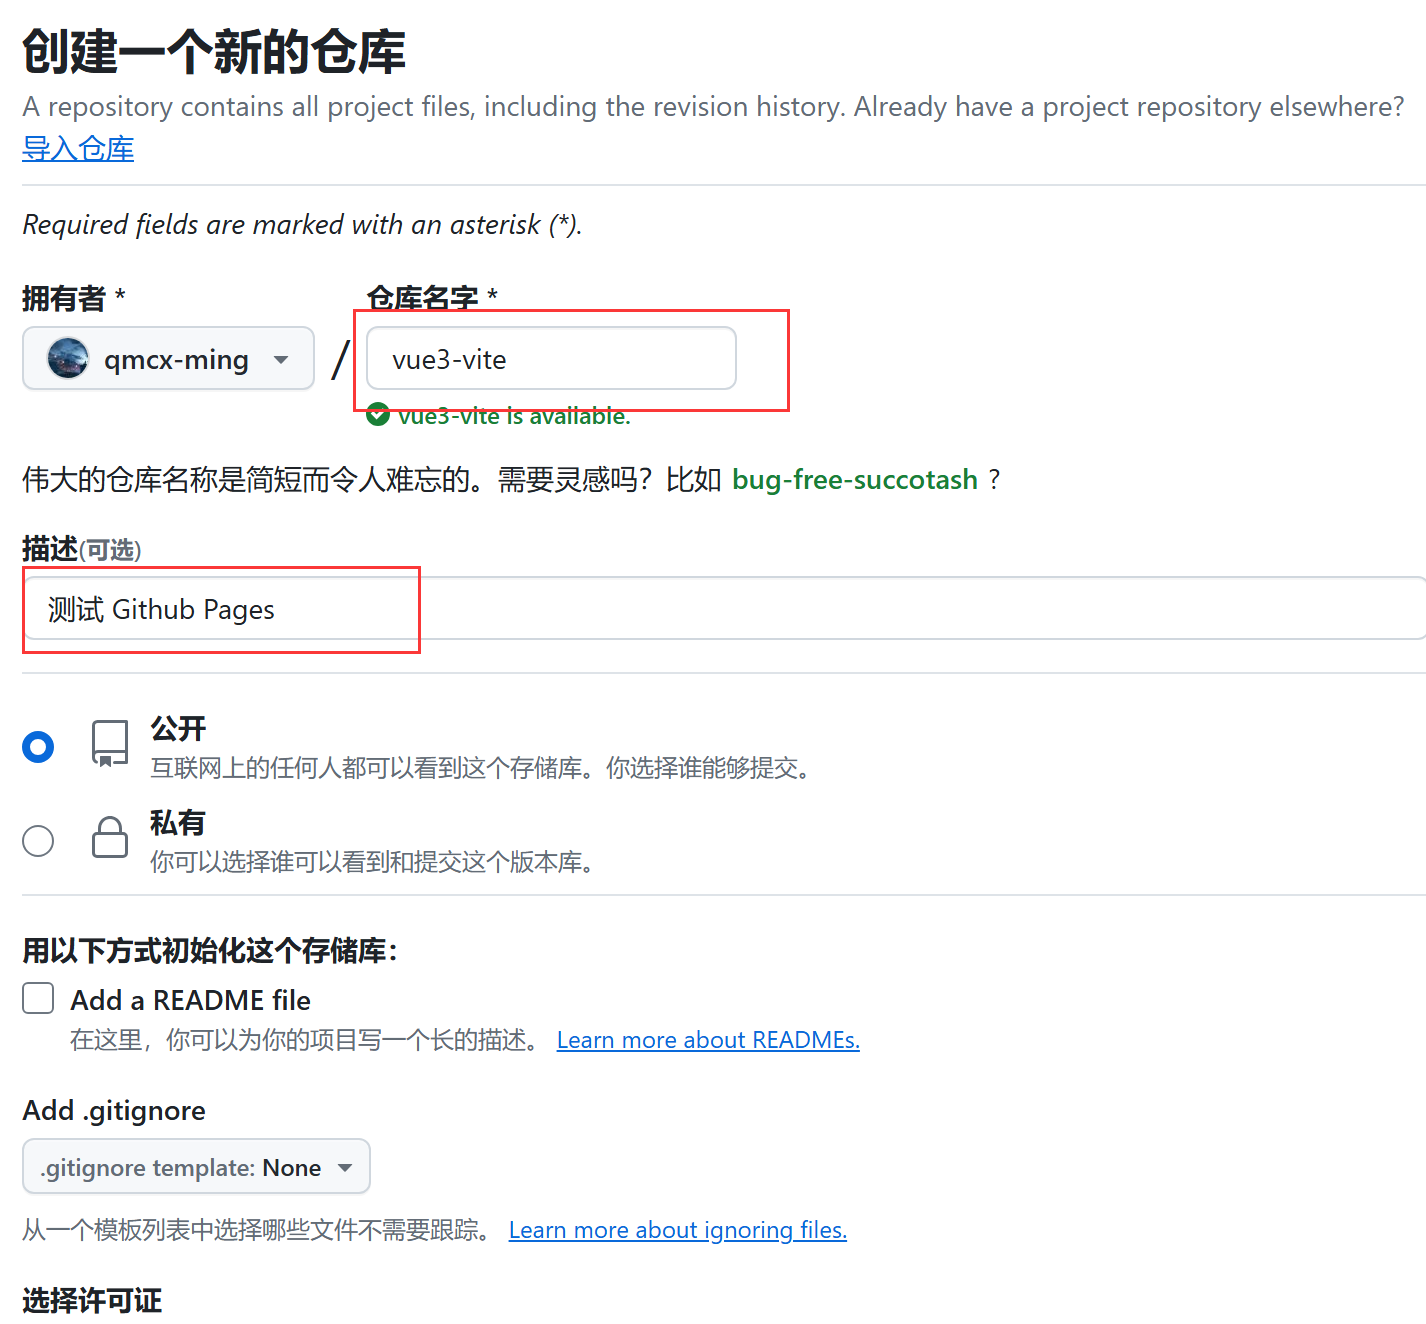 创建一个新的仓库
A repository contains all project files, including the revision history. Already have a project repository elsewhere?
导入仓库
Required fields are marked with an asterisk (*).
拥有者 *
仓库名字 *
qmcx-ming
/
vue3-vite
vue3-vite is available.
伟大的仓库名称是简短而令人难忘的。需要灵感吗？比如 bug-free-succotash ?
描述(可选)
测试 Github Pages
公开
互联网上的任何人都可以看到这个存储库。你选择谁能够提交。
私有
你可以选择谁可以看到和提交这个版本库。
用以下方式初始化这个存储库：
Add a README file
在这里，你可以为你的项目写一个长的描述。 Learn more about READMEs.
Add .gitignore
.gitignore template: None
从一个模板列表中选择哪些文件不需要跟踪。 Learn more about ignoring files.
选择许可证